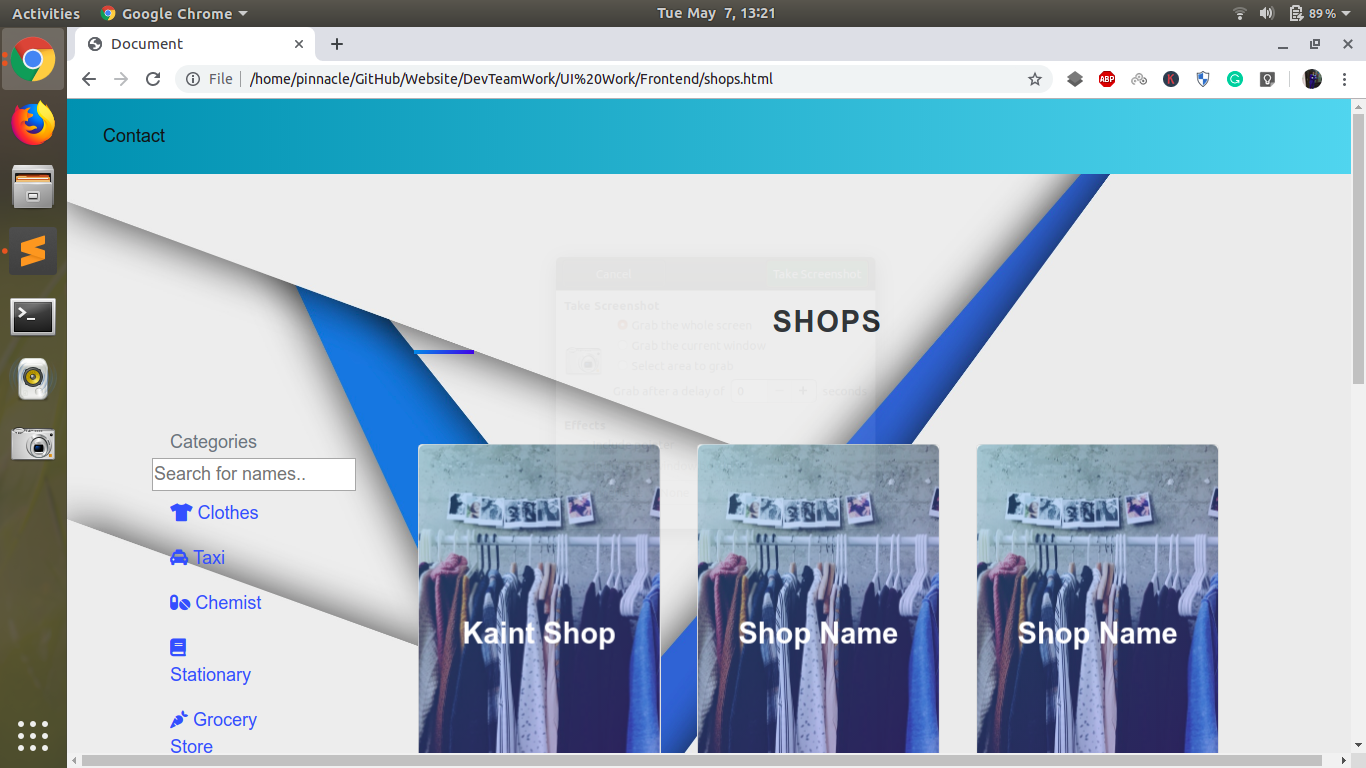 Activities Google Chrome Tue May 7, 13:21 89%
Document
File /home/pinnacle/GitHub/Website/DevTeamWork/UI%20Work/Frontend/shops.html
ABP K
Contact
Cancel Take Screenshot
Take Screenshot
SHOPS
Grab the whole screen
Grab the current window
Select area to grab
Grab after a delay of 0 - + seconds
Effects
Categories
Search for names..
Clothes
Taxi
Chemist
Stationary
Grocery
Store
Kaint Shop Shop Name Shop Name